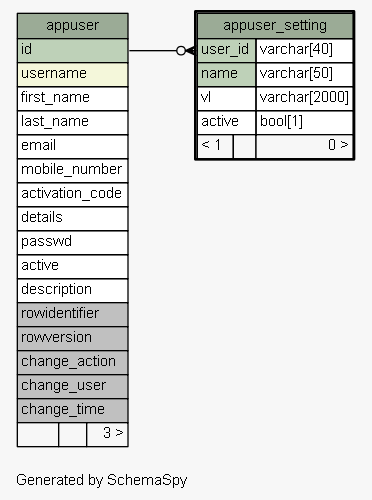 appuser
id
username
first_name
last_name
email
mobile_number
activation_code
details
passwd
active
description
rowidentifier
rowversion
change_action
change_user
change_time
3 >
appuser_setting
user_id varchar[40]
name varchar[50]
vl varchar[2000]
active bool[1]
< 1 0 >
Generated by SchemaSpy